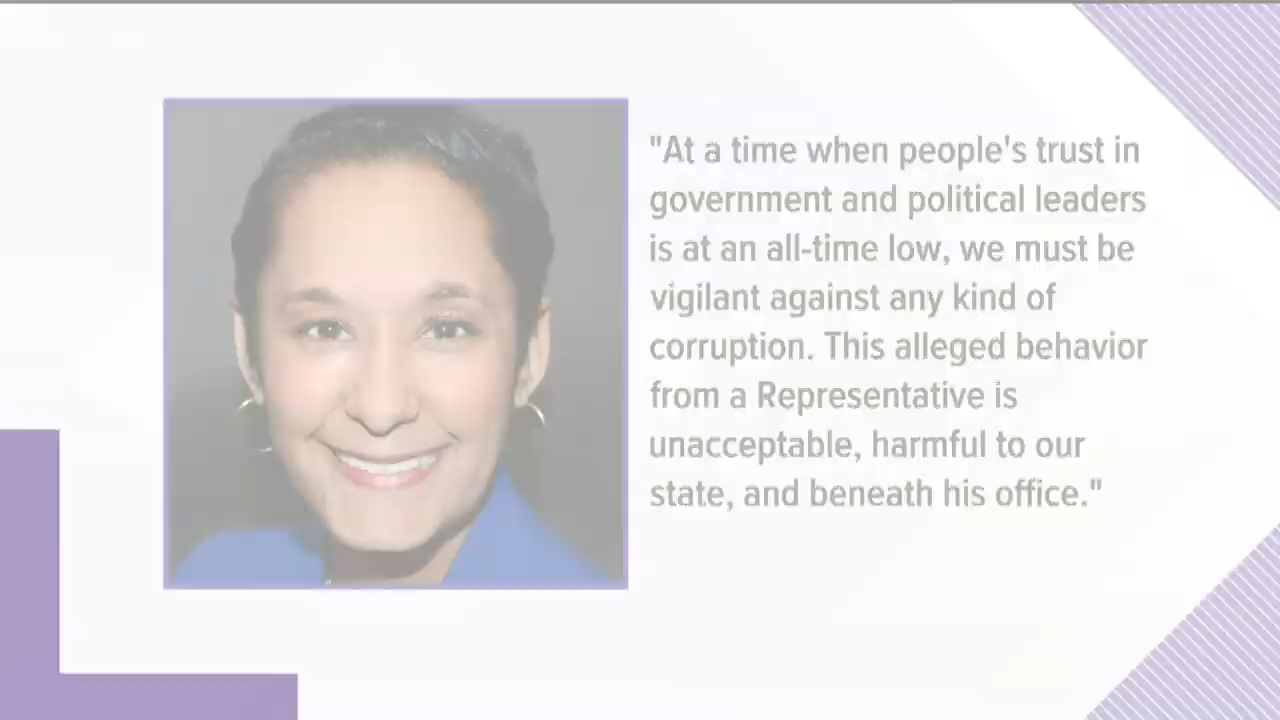 "At a time when people's trust in
government and political leaders
is at an all-time low, we must be
vigilant against any kind of
corruption. This alleged behavior
from a Representative is
unacceptable, harmful to our
state, and beneath his office."